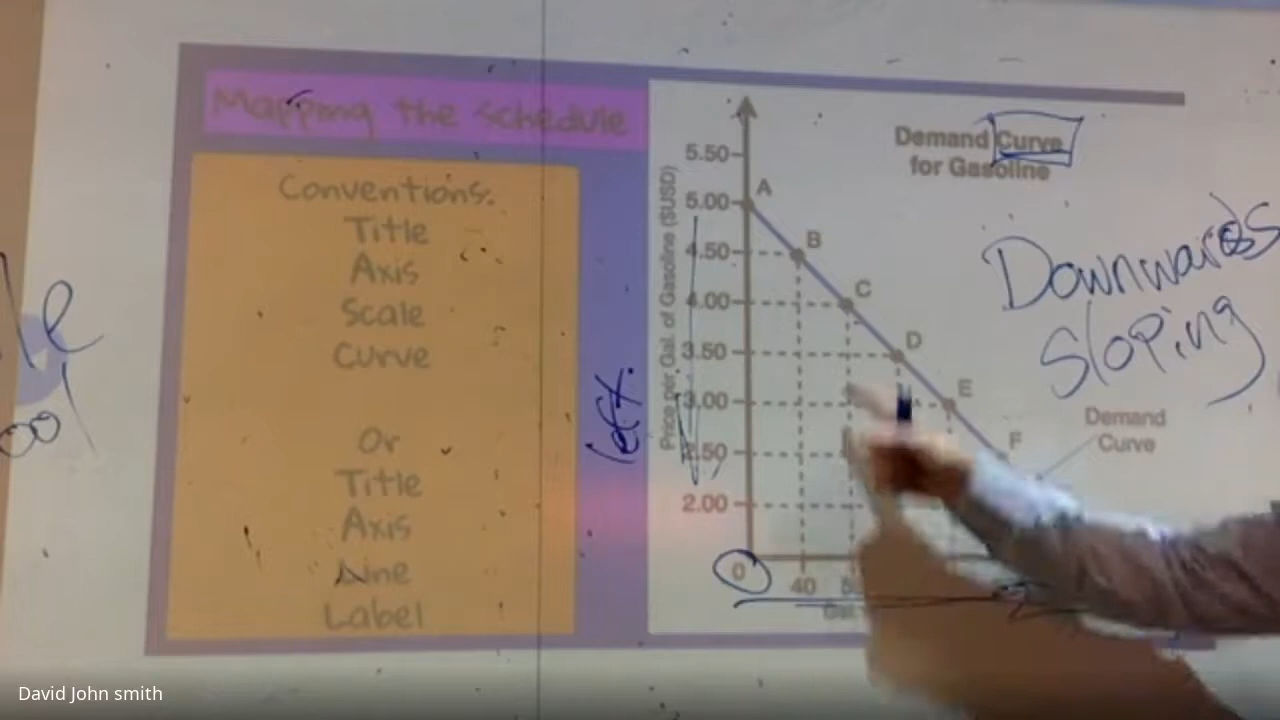 Mapping the schedule
Conventions:
Title
Axis
Scale
Curve
Or
Title
Axis
Line
Label
left.
Demand Curve
for Gasoline
Price per Gal. of Gasoline ($USD)
5.50
5.00
4.50
4.00
3.50
3.00
2.50
2.00
0
40
A
B
C
D
E
F
Demand
Curve
Downwards
Sloping
David John smith